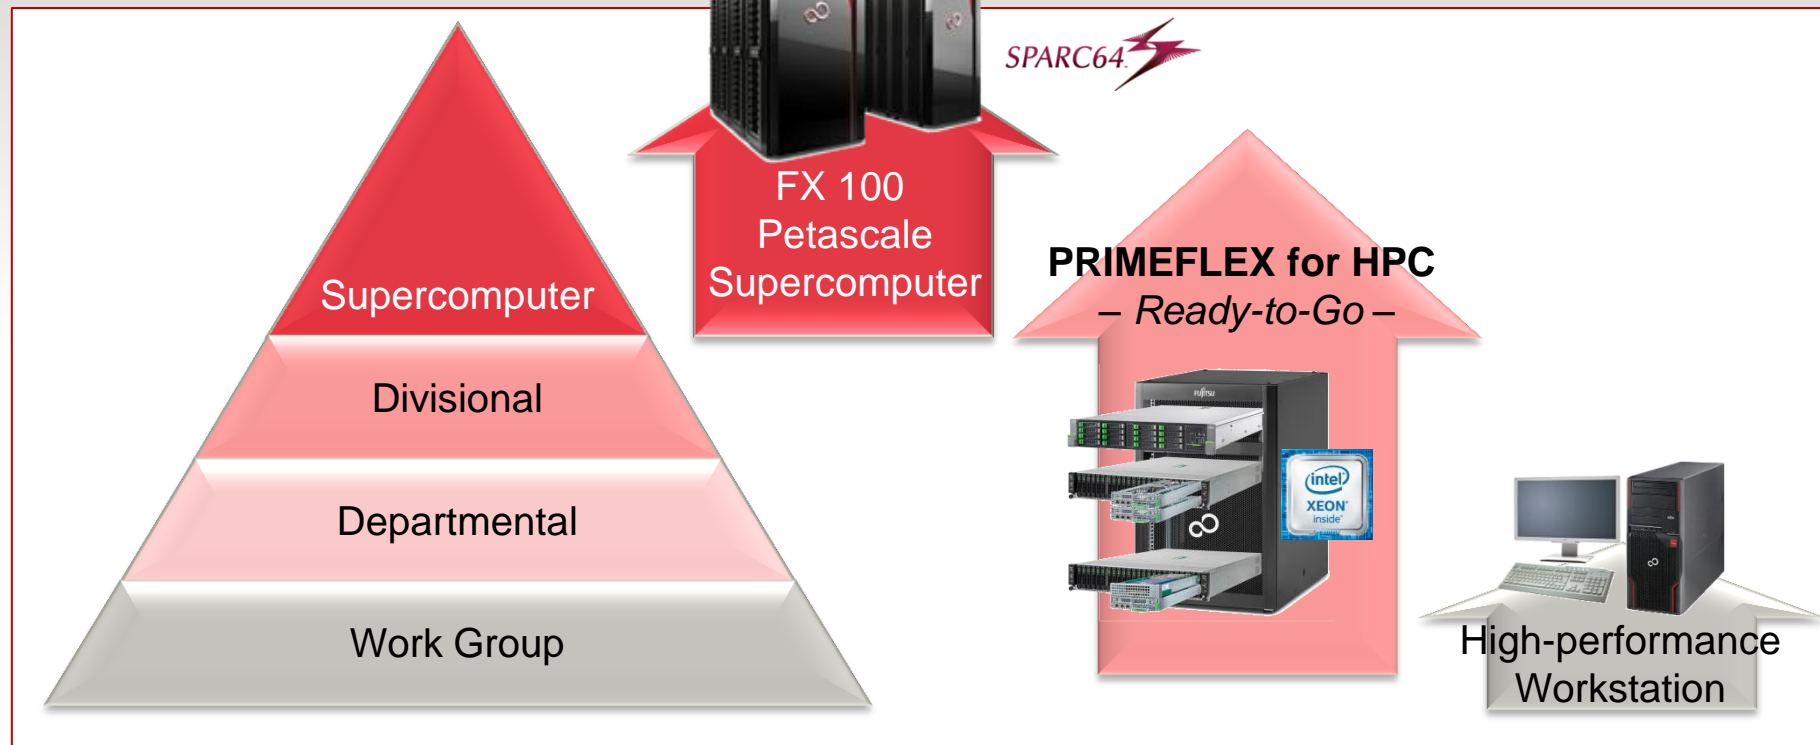 SPARC64
FX 100
Petascale
Supercomputer
PRIMEFLEX for HPC
– Ready-to-Go –
Supercomputer
Divisional
Departmental
Work Group
FUJITSU
intel
XEON
inside
High-performance
Workstation